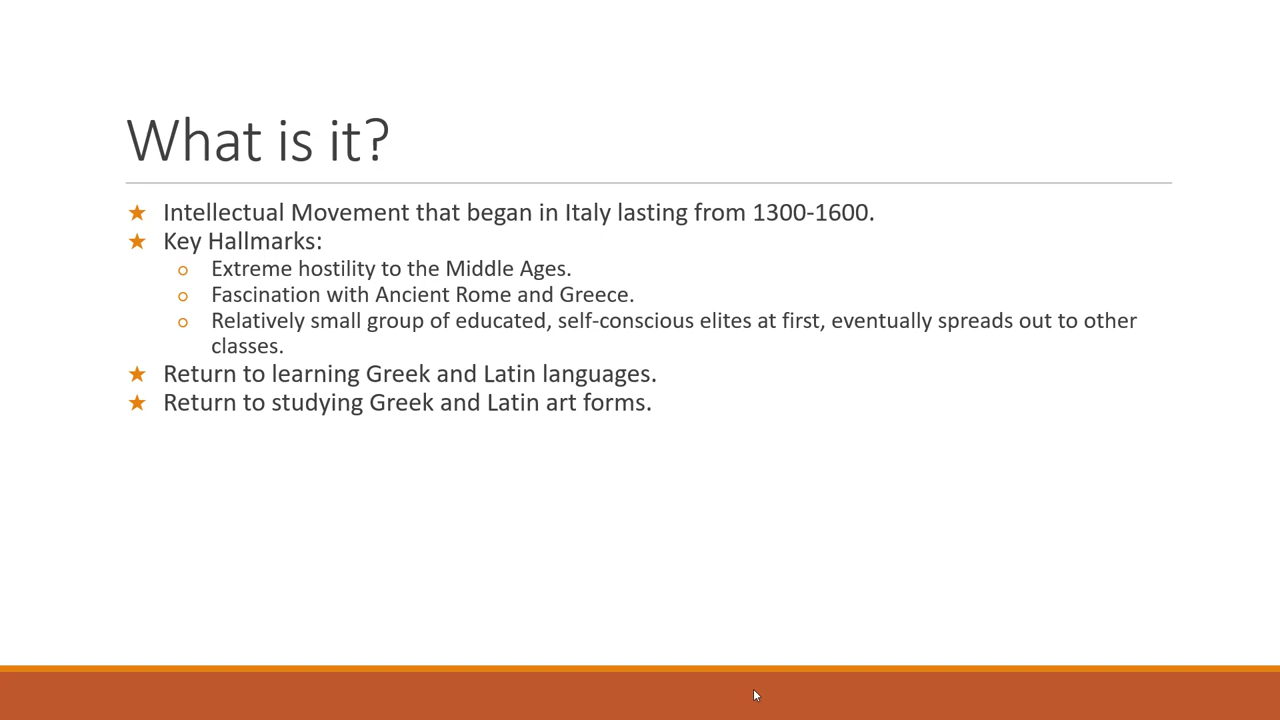 What is it?
Intellectual Movement that began in Italy lasting from 1300-1600.
Key Hallmarks:
Extreme hostility to the Middle Ages.
Fascination with Ancient Rome and Greece.
Relatively small group of educated, self-conscious elites at first, eventually spreads out to other
classes.
Return to learning Greek and Latin languages.
Return to studying Greek and Latin art forms.